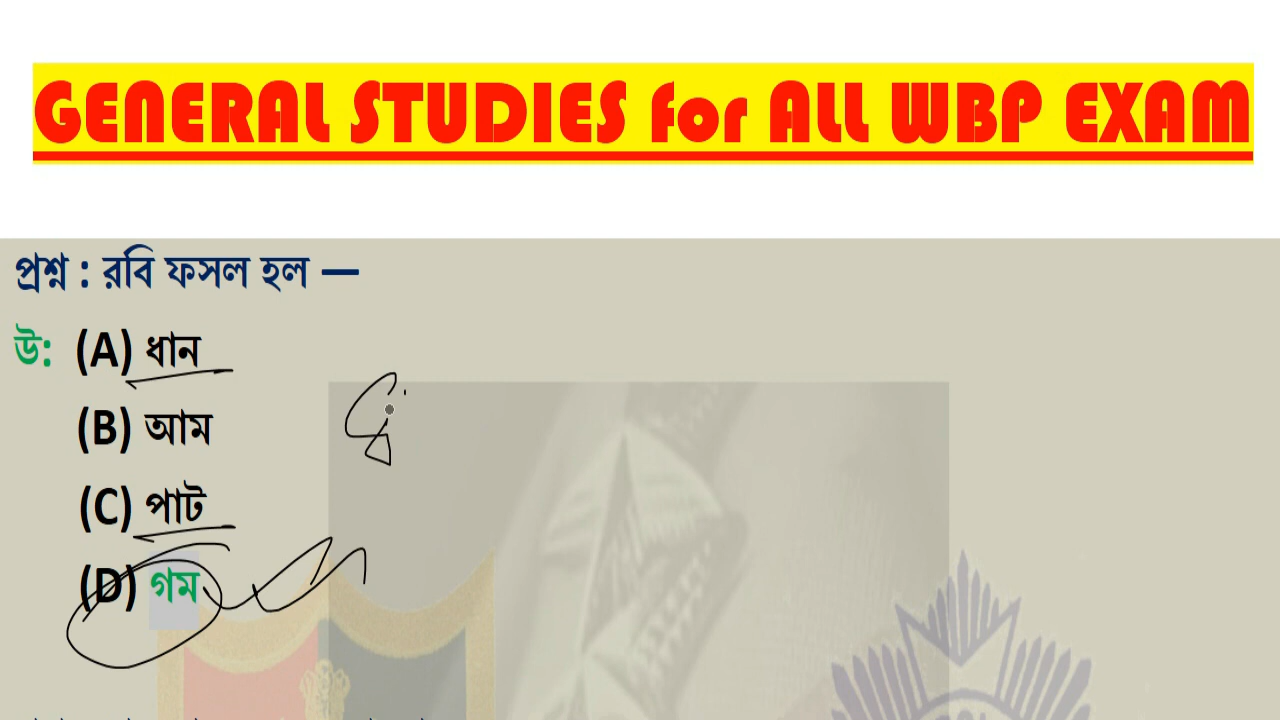 GENERAL STUDIES for ALL WBP EXAM
প্রশ্ন : রবি ফসল হল —
উ: (A) ধান
(B) আম
(C) পাট
(D) গম